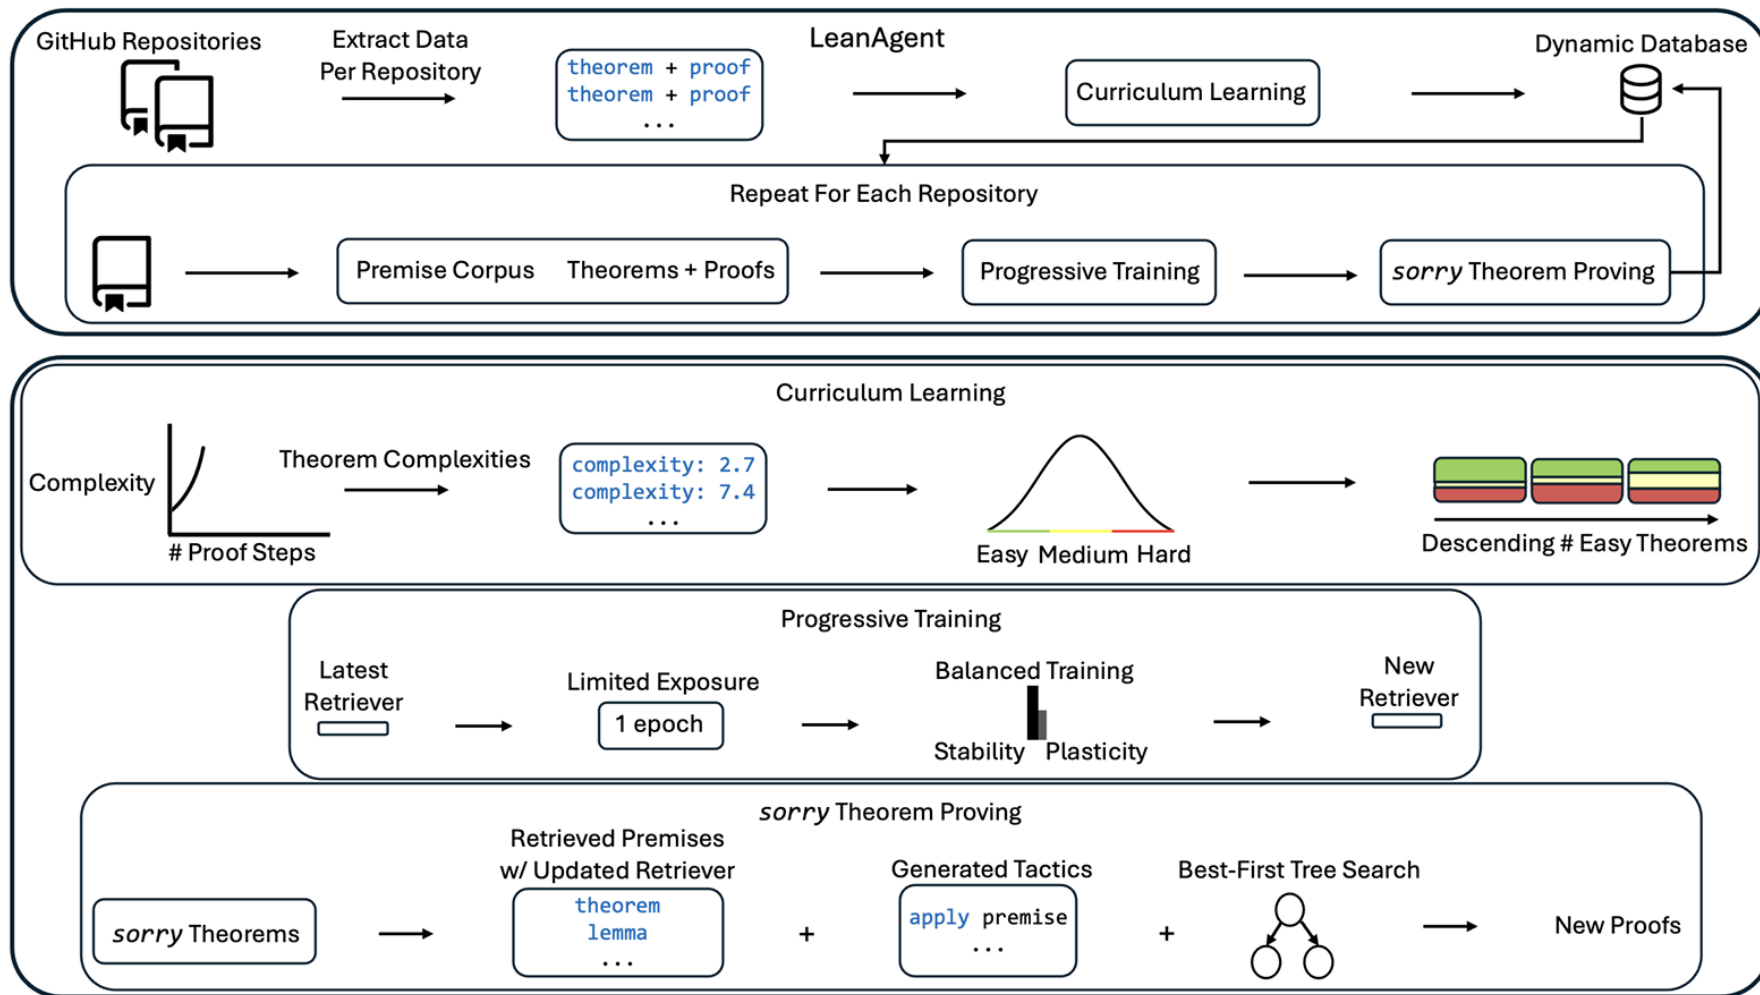 LeanAgent
GitHub Repositories
Extract Data
Per Repository
theorem + proof
theorem + proof
...
Curriculum Learning
Dynamic Database
Repeat For Each Repository
Premise Corpus Theorems + Proofs
Progressive Training
sorry Theorem Proving
Curriculum Learning
Complexity
# Proof Steps
Theorem Complexities
complexity: 2.7
complexity: 7.4
...
Easy Medium Hard
Descending # Easy Theorems
Progressive Training
Latest
Retriever
Limited Exposure
1 epoch
Balanced Training
Stability Plasticity
New
Retriever
sorry Theorem Proving
sorry Theorems
Retrieved Premises
w/ Updated Retriever
theorem
lemma
...
+
Generated Tactics
apply premise
...
+
Best-First Tree Search
New Proofs